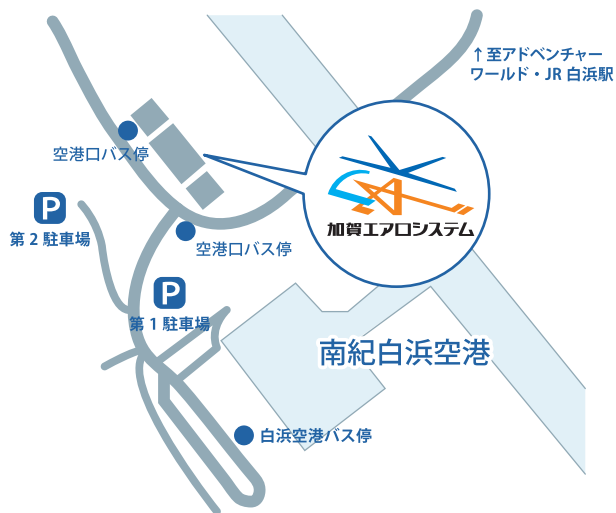 ↑至アドベンチャー
ワールド・JR 白浜駅
空港口バス停
加賀エアロシステム
P
第2駐車場
空港口バス停
P
第1駐車場
南紀白浜空港
白浜空港バス停